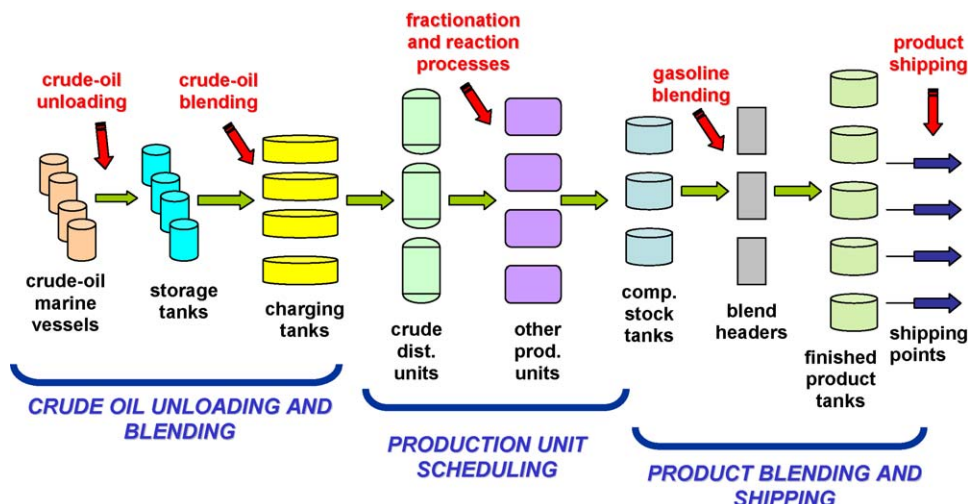 fractionation
and reaction
processes
product
shipping
crude-oil
unloading
crude-oil
blending
gasoline
blending
crude-oil
marine
vessels
storage
tanks
charging
tanks
crude
dist.
units
other
prod.
units
comp.
stock
tanks
blend
headers
finished
product
tanks
shipping
points
CRUDE OIL UNLOADING AND
BLENDING
PRODUCTION UNIT
SCHEDULING
PRODUCT BLENDING AND
SHIPPING